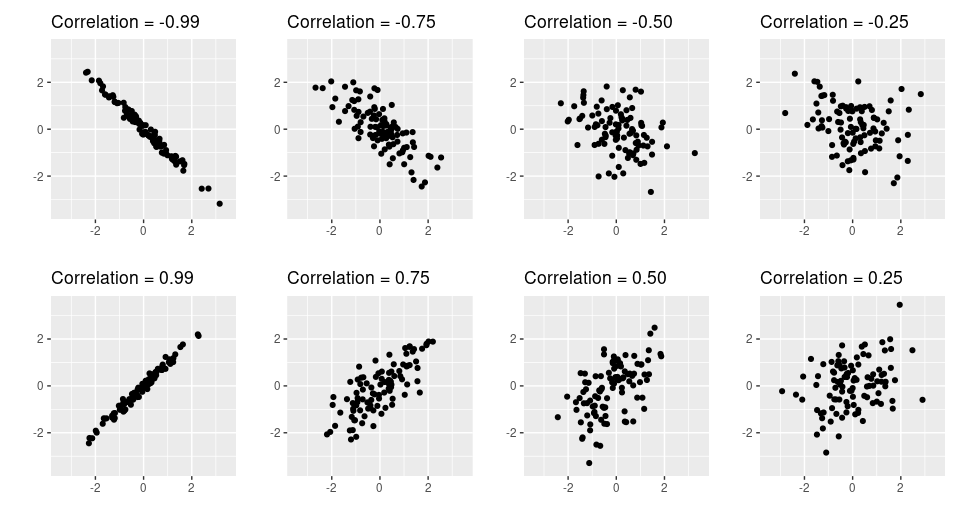 Correlation = -0.99
Correlation = -0.75
Correlation = -0.50
Correlation = -0.25
2
0
-2
2
0
-2
2
0
-2
2
0
-2
-2 0 2
-2 0 2
-2 0 2
-2 0 2
Correlation = 0.99
Correlation = 0.75
Correlation = 0.50
Correlation = 0.25
2
0
-2
2
0
-2
2
0
-2
2
0
-2
-2 0 2
-2 0 2
-2 0 2
-2 0 2